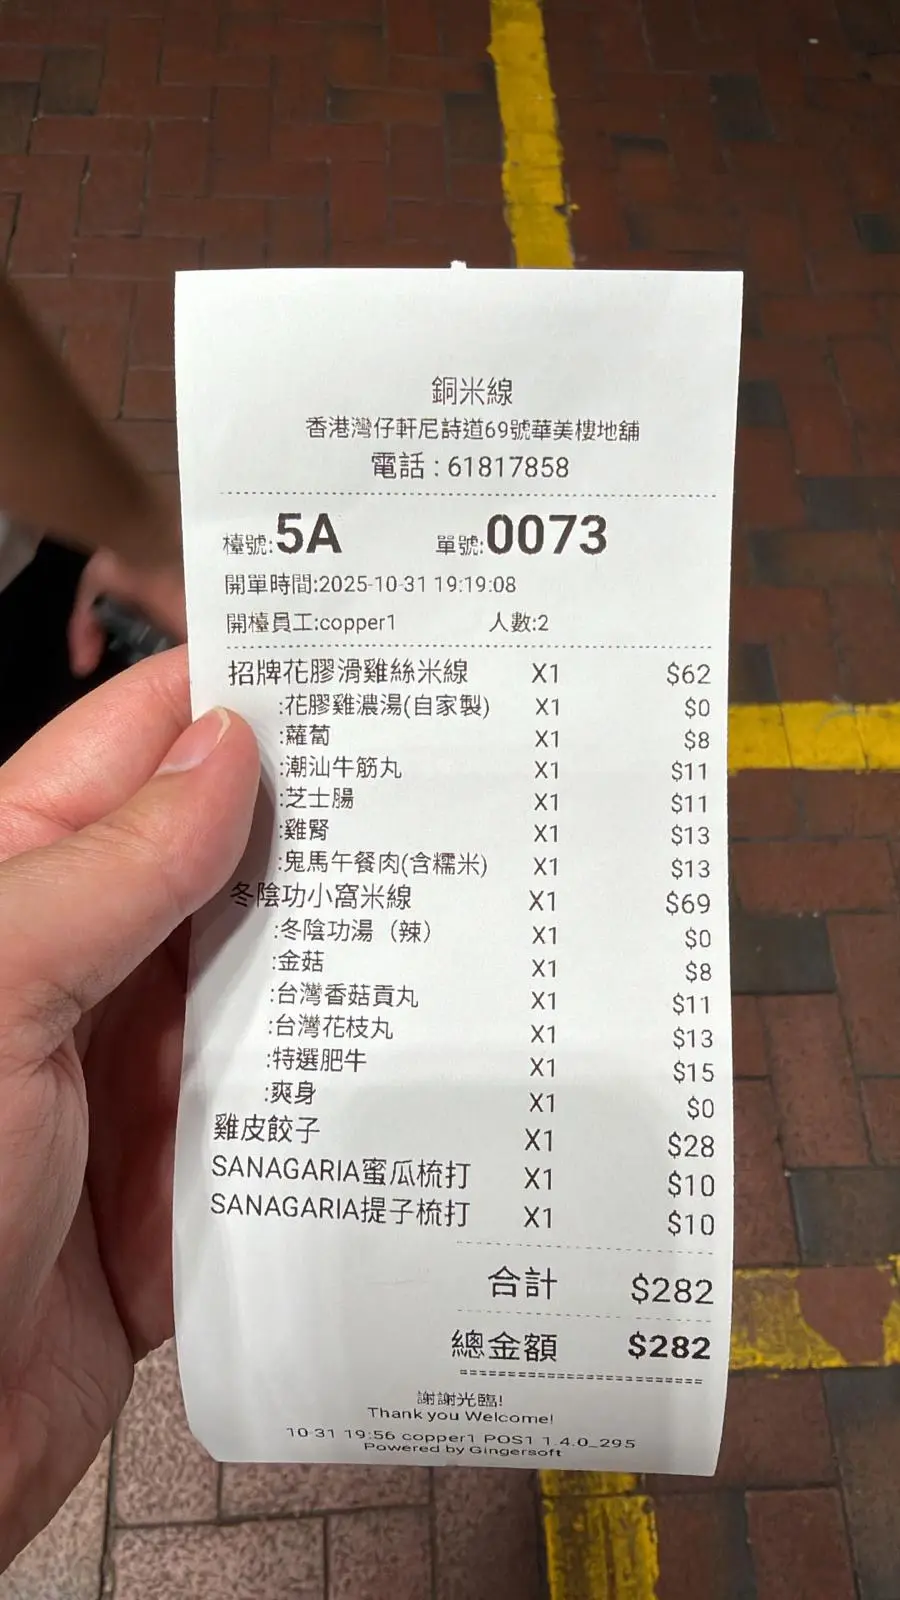 銅米線
香港灣仔軒尼詩道69號華美樓地舖
電話 : 61817858
檯號:5A 單號:0073
開單時間:2025-10-31 19:19:08
開檯員工:copper1 人數:2
招牌花膠滑雞絲米線 X1 $62
:花膠雞濃湯(自家製) X1 $0
:蘿蔔 X1 $8
:潮汕牛筋丸 X1 $11
:芝士腸 X1 $11
:雞腎 X1 $13
:鬼馬午餐肉(含糯米) X1 $13
冬陰功小窩米線 X1 $69
:冬陰功湯（辣） X1 $0
:金菇 X1 $8
:台灣香菇貢丸 X1 $11
:台灣花枝丸 X1 $13
:特選肥牛 X1 $15
:爽身 X1 $0
雞皮餃子 X1 $28
SANAGARIA蜜瓜梳打 X1 $10
SANAGARIA提子梳打 X1 $10
合計 $282
總金額 $282
謝謝光臨!
Thank you Welcome!
10-31 19:56 copper1 POS1 1.4.0_295
Powered by Gingersoft